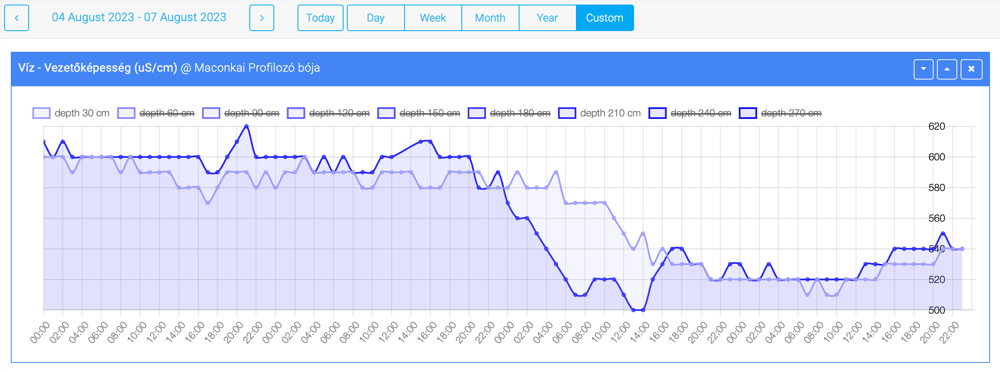 04 August 2023 - 07 August 2023 Today Day Week Month Year Custom
Víz - Vezetőképesség (uS/cm) @ Maconkai Profilozó bója
depth 30 cm depth 60 cm depth 90 cm depth 120 cm depth 150 cm depth 180 cm depth 210 cm depth 240 cm depth 270 cm
620
600
580
560
540
520
500
00:00 02:00 04:00 06:00 08:00 10:00 12:00 14:00 16:00 18:00 20:00 22:00 00:00 02:00 04:00 06:00 08:00 10:00 12:00 14:00 16:00 18:00 20:00 22:00 00:00 02:00 04:00 06:00 08:00 10:00 12:00 14:00 16:00 18:00 20:00 22:00 00:00 02:00 04:00 06:00 08:00 10:00 12:00 14:00 16:00 18:00 20:00 22:00